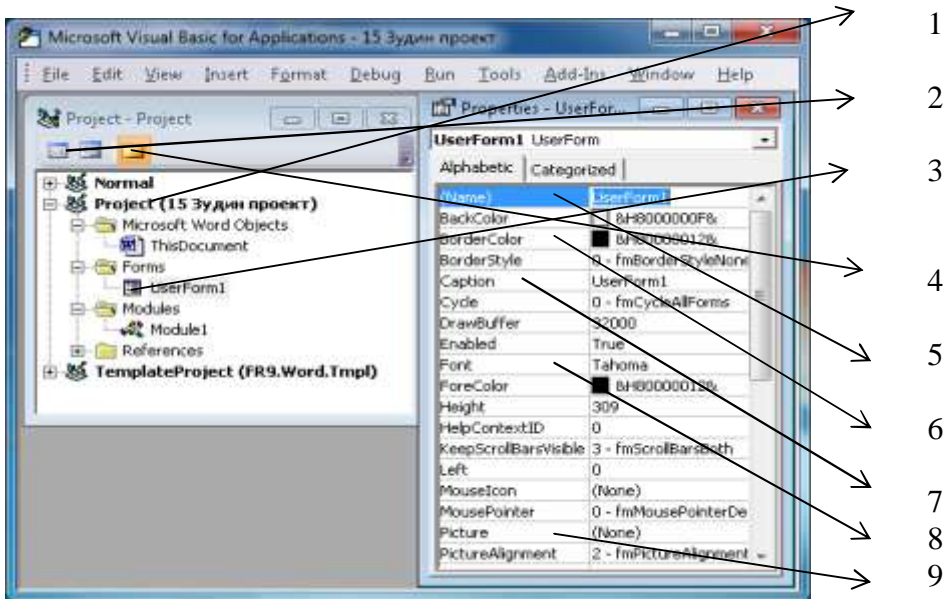 Microsoft Visual Basic for Applications - 15 Зудин проект
File Edit View Insert Format Debug Run Tools Add-Ins Window Help
Project - Project
Normal
Project (15 Зудин проект)
Microsoft Word Objects
ThisDocument
Forms
UserForm1
Modules
Module1
References
TemplateProject (FR9.Word.Tmpl)
Properties - UserFor...
UserForm1 UserForm
Alphabetic Categorized
(Name) UserForm1
BackColor &H8000000F&
BorderColor &H80000012&
BorderStyle 0 - fmBorderStyleNone
Caption UserForm1
Cycle 0 - fmCycleAllForms
DrawBuffer 32000
Enabled True
Font Tahoma
ForeColor &H80000012&
Height 309
HelpContextID 0
KeepScrollBarsVisible 3 - fmScrollBarsBoth
Left 0
MouseIcon (None)
MousePointer 0 - fmMousePointerDe
Picture (None)
PictureAlignment 2 - fmPictureAlignment
1
2
3
4
5
6
7
8
9